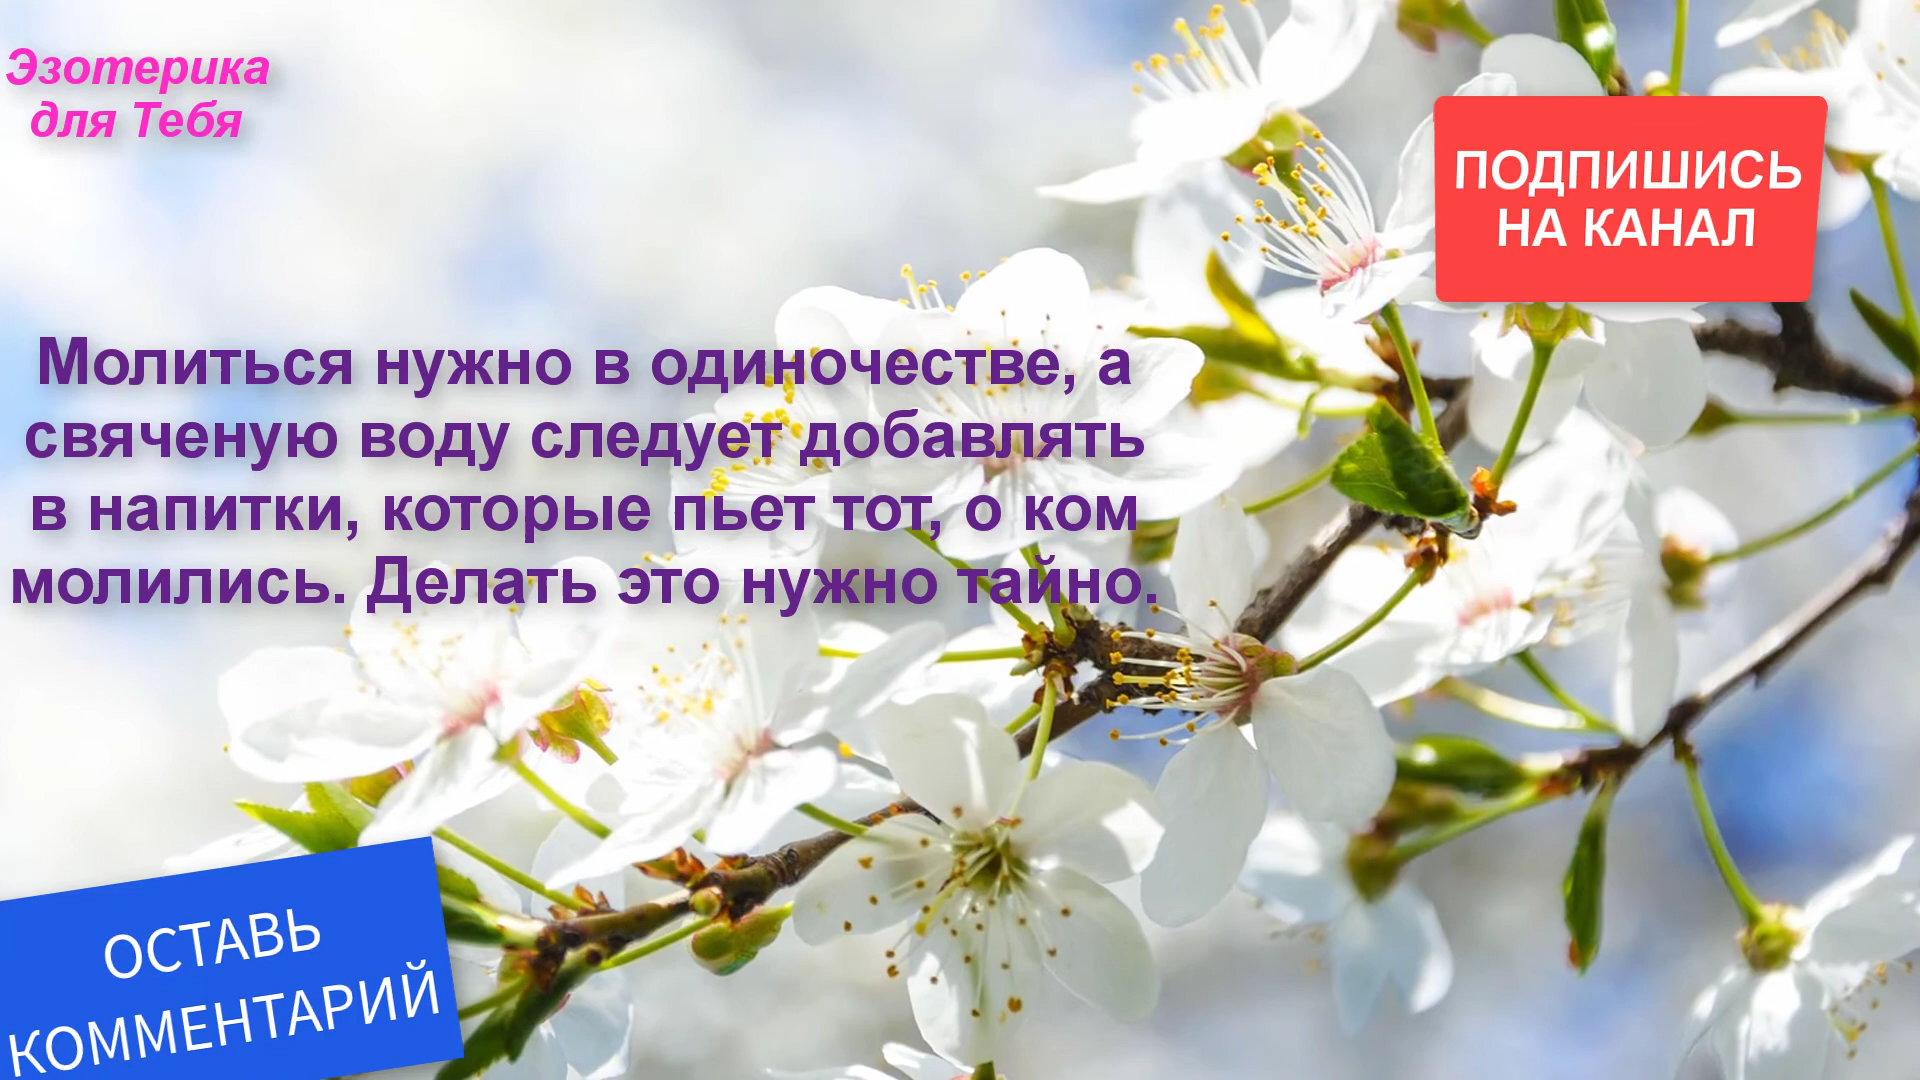 Эзотерика
для Тебя
ПОДПИШИСЬ
НА КАНАЛ
Молиться нужно в одиночестве, а
свяченую воду следует добавлять
в напитки, которые пьет тот, о ком
молились. Делать это нужно тайно.
ОСТАВЬ
КОММЕНТАРИЙ